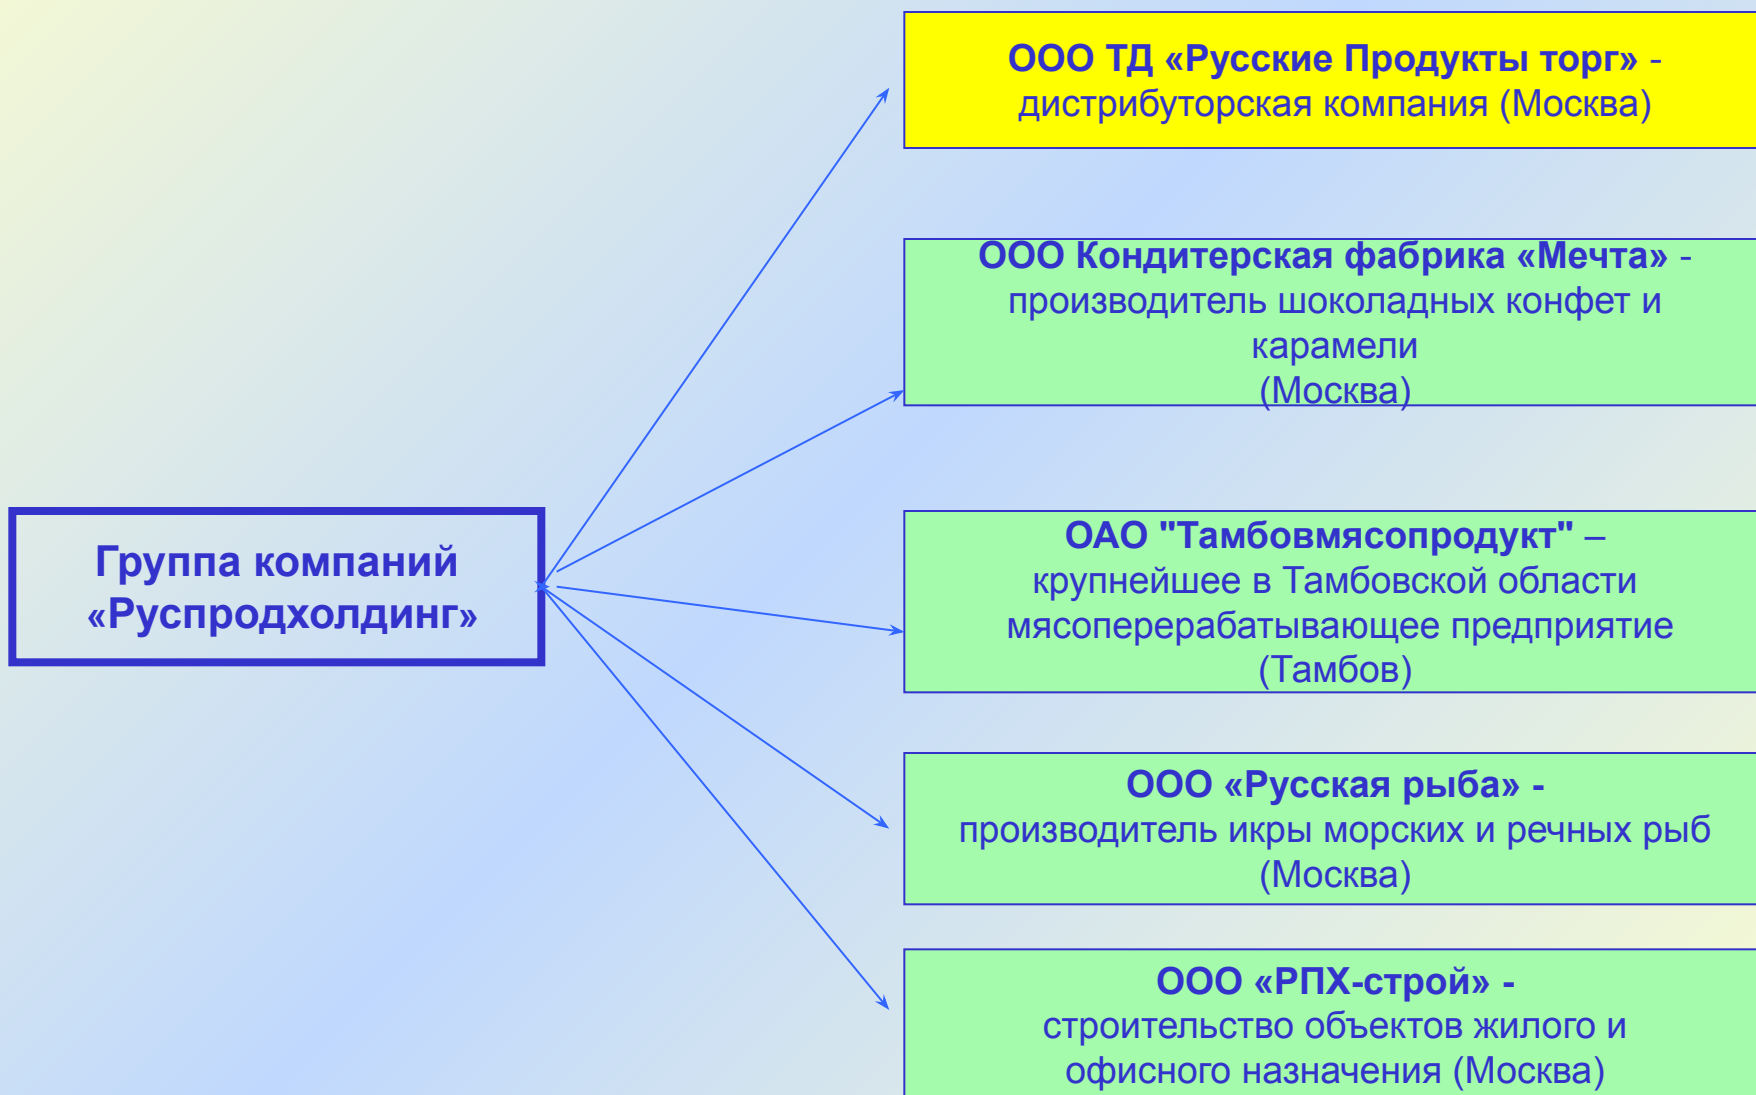 ООО ТД «Русские Продукты торг» -
дистрибуторская компания (Москва)
ООО Кондитерская фабрика «Мечта» -
производитель шоколадных конфет и
карамели
(Москва)
Группа компаний
«Руспродхолдинг»
ОАО "Тамбовмясопродукт" –
крупнейшее в Тамбовской области
мясоперерабатывающее предприятие
(Тамбов)
ООО «Русская рыба» -
производитель икры морских и речных рыб
(Москва)
ООО «РПХ-строй» -
строительство объектов жилого и
офисного назначения (Москва)